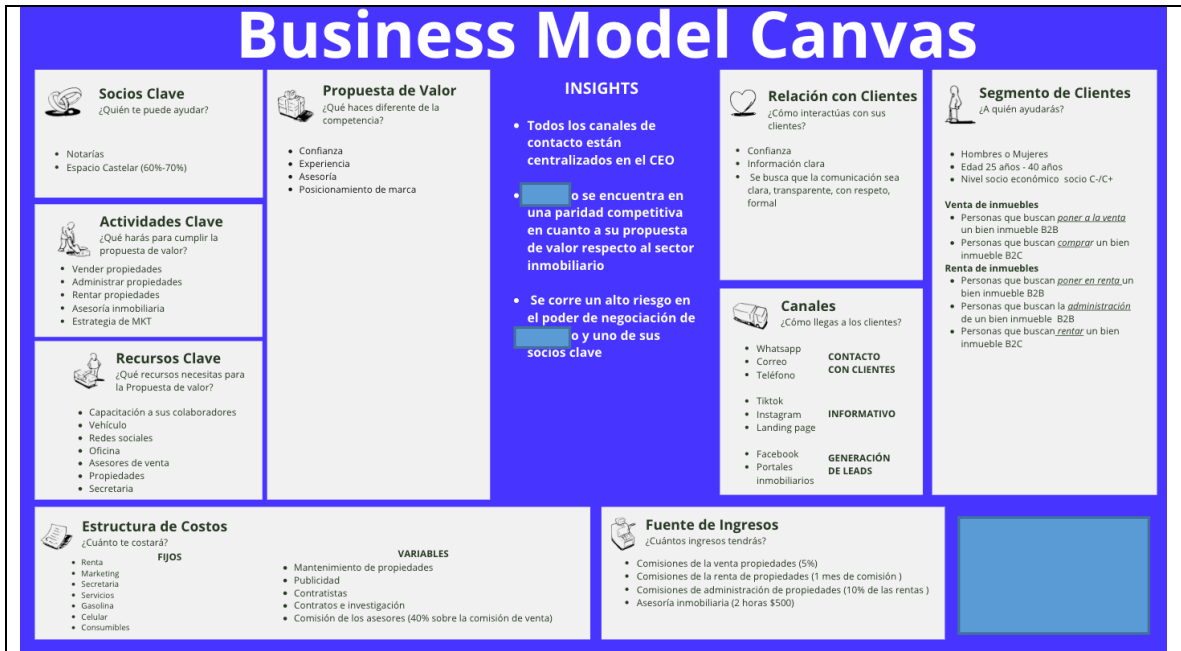 Business Model Canvas
Socios Clave
¿Quién te puede ayudar?
• Notarías
• Espacio Castelar (60%-70%)
Actividades Clave
¿Qué harás para cumplir la
propuesta de valor?
• Vender propiedades
• Administrar propiedades
• Rentar propiedades
• Asesoría inmobiliaria
• Estrategia de MKT
Recursos Clave
¿Qué recursos necesitas para
la Propuesta de valor?
• Capacitación a sus colaboradores
• Vehículo
• Redes sociales
• Oficina
• Asesores de venta
• Propiedades
• Secretaria
Propuesta de Valor
¿Qué haces diferente de la
competencia?
• Confianza
• Experiencia
• Asesoría
• Posicionamiento de marca
INSIGHTS
• Todos los canales de
contacto están
centralizados en el CEO
• o se encuentra en
una paridad competitiva
en cuanto a su propuesta
de valor respecto al sector
inmobiliario
• Se corre un alto riesgo en
el poder de negociación de
o y uno de sus
socios clave
Relación con Clientes
¿Cómo interactúas con sus
clientes?
• Confianza
• Información clara
• Se busca que la comunicación sea
clara, transparente, con respeto,
formal
Canales
¿Cómo llegas a los clientes?
• Whatsapp
• Correo
• Teléfono
CONTACTO
CON CLIENTES
• Tiktok
• Instagram
• Landing page
INFORMATIVO
• Facebook
• Portales
inmobiliarios
GENERACIÓN
DE LEADS
Segmento de Clientes
¿A quién ayudarás?
• Hombres o Mujeres
• Edad 25 años - 40 años
• Nivel socio económico socio C-/C+
Venta de inmuebles
• Personas que buscan poner a la venta
un bien inmueble B2B
• Personas que buscan comprar un bien
inmueble B2C
Renta de inmuebles
• Personas que buscan poner en renta un
bien inmueble B2B
• Personas que buscan la administración
de un bien inmueble B2B
• Personas que buscan rentar un bien
inmueble B2C
Estructura de Costos
¿Cuánto te costará?
FIJOS
• Renta
• Marketing
• Secretaria
• Servicios
• Gasolina
• Celular
• Consumibles
VARIABLES
• Mantenimiento de propiedades
• Publicidad
• Contratistas
• Contratos e investigación
• Comisión de los asesores (40% sobre la comisión de venta)
Fuente de Ingresos
¿Cuántos ingresos tendrás?
• Comisiones de la venta propiedades (5%)
• Comisiones de la renta de propiedades (1 mes de comisión )
• Comisiones de administración de propiedades (10% de las rentas )
• Asesoría inmobiliaria (2 horas $500)